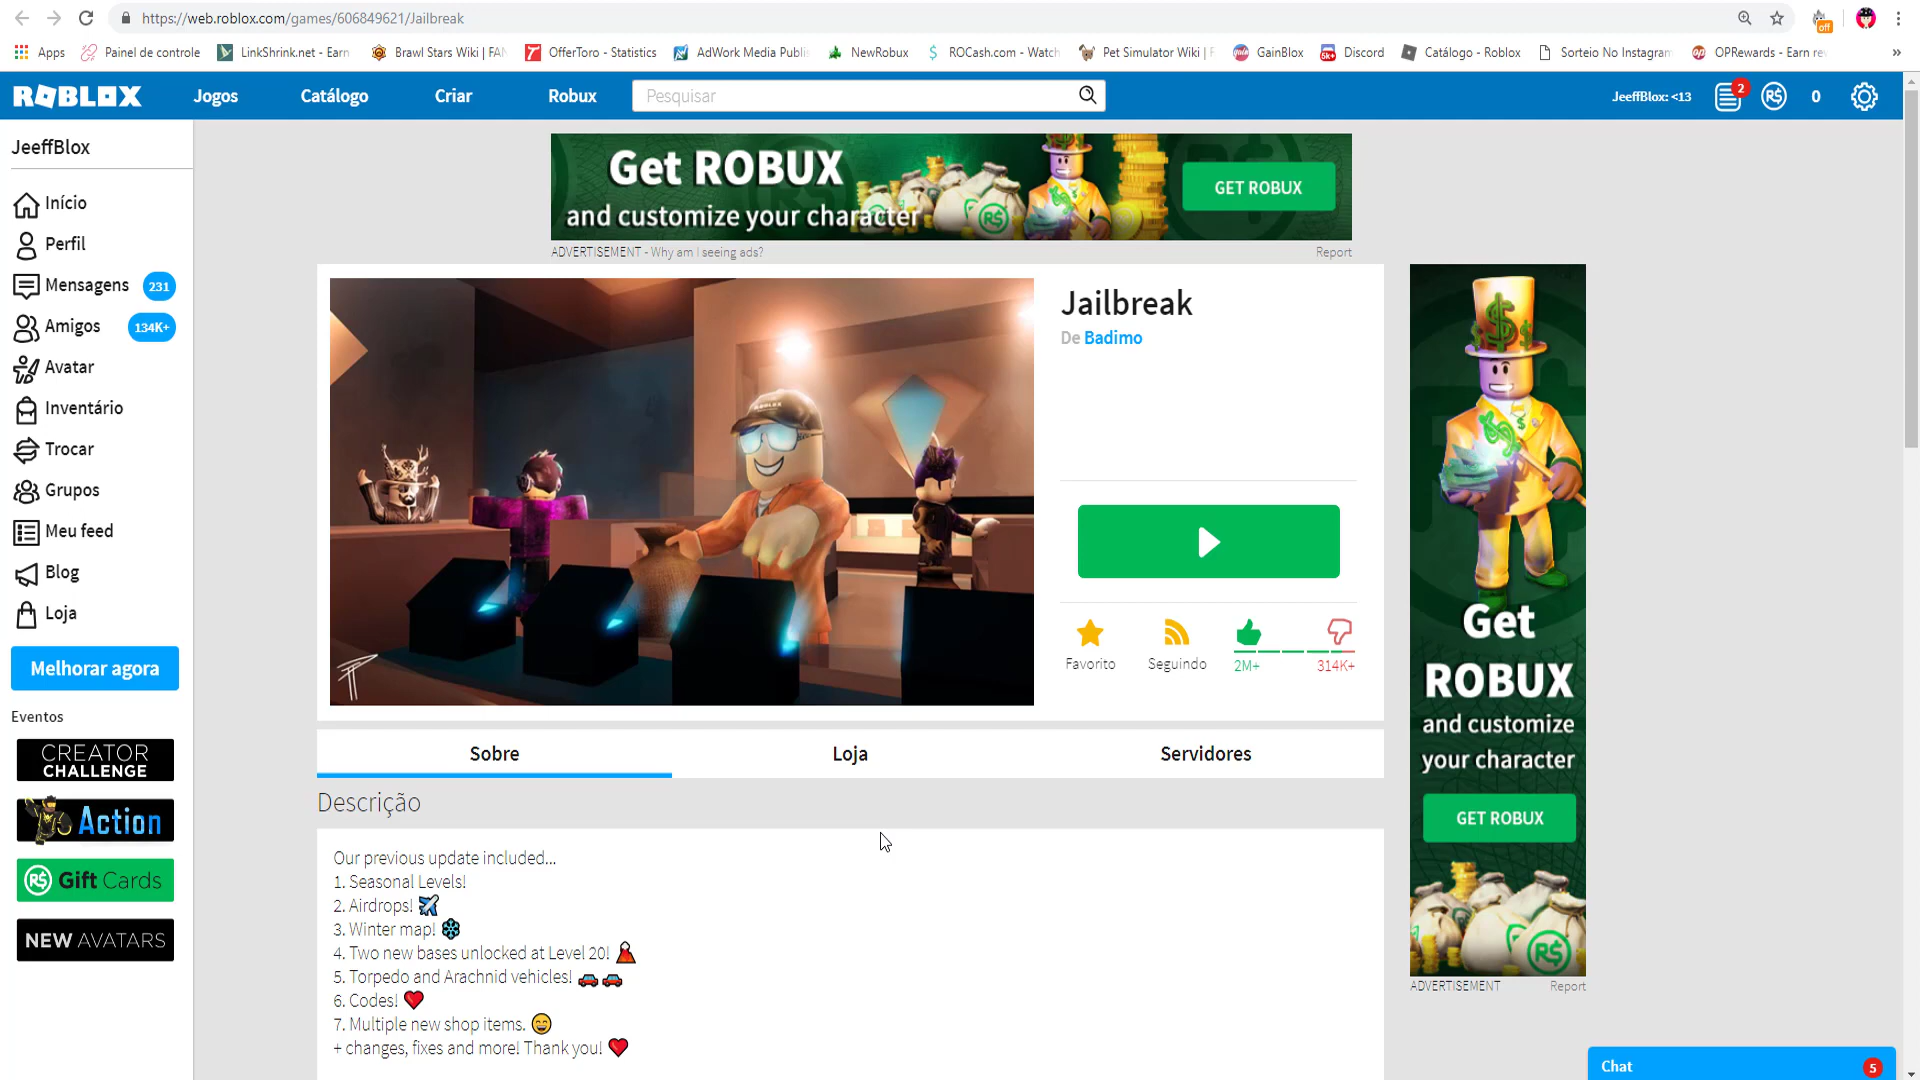 https://web.roblox.com/games/606849621/Jailbreak
off
Apps
Painel de controle
LinkShrink.net - Earn
Brawl Stars Wiki | FAN
OfferToro - Statistics
AdWork Media Publi
NewRobux
ROCash.com - Watch
Pet Simulator Wiki | F
GainBlox
Discord
Catálogo - Roblox
Sorteio No Instagram
OPRewards - Earn re
ROBLOX
Jogos
Catálogo
Criar
Robux
Pesquisar
JeeffBlox: <13
2
0
JeeffBlox
Início
Perfil
Mensagens 231
Amigos 134K+
Avatar
Inventário
Trocar
Grupos
Meu feed
Blog
Loja
Melhorar agora
Eventos
CREATOR
CHALLENGE
Action
Gift Cards
NEW AVATARS
Get ROBUX
and customize your character
GET ROBUX
ADVERTISEMENT - Why am I seeing ads?
Report
Jailbreak
De Badimo
Favorito
Seguindo
2M+
314K+
Sobre
Loja
Servidores
Descrição
Our previous update included...
1. Seasonal Levels!
2. Airdrops! ✈️
3. Winter map! ❄️
4. Two new bases unlocked at Level 20! 🌋
5. Torpedo and Arachnid vehicles! 🚗 🚗
6. Codes! ❤️
7. Multiple new shop items. 😄
+ changes, fixes and more! Thank you! ❤️
Get
ROBUX
and customize
your character
GET ROBUX
ADVERTISEMENT
Report
Chat
5